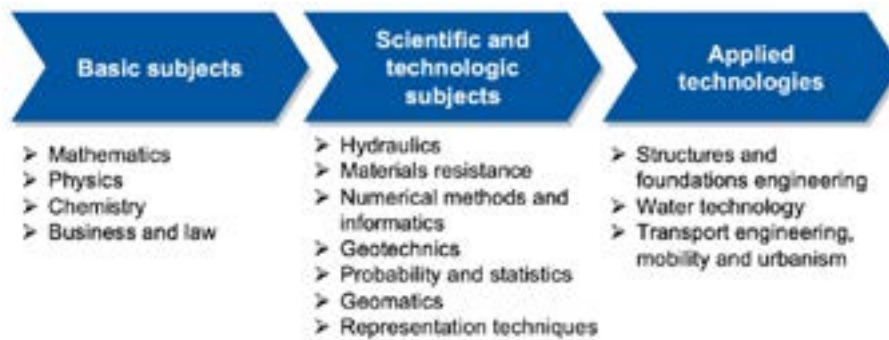 Basic subjects
➢ Mathematics
➢ Physics
➢ Chemistry
➢ Business and law
Scientific and
technologic
subjects
➢ Hydraulics
➢ Materials resistance
➢ Numerical methods and
informatics
➢ Geotechnics
➢ Probability and statistics
➢ Geomatics
➢ Representation techniques
Applied
technologies
➢ Structures and
foundations engineering
➢ Water technology
➢ Transport engineering,
mobility and urbanism